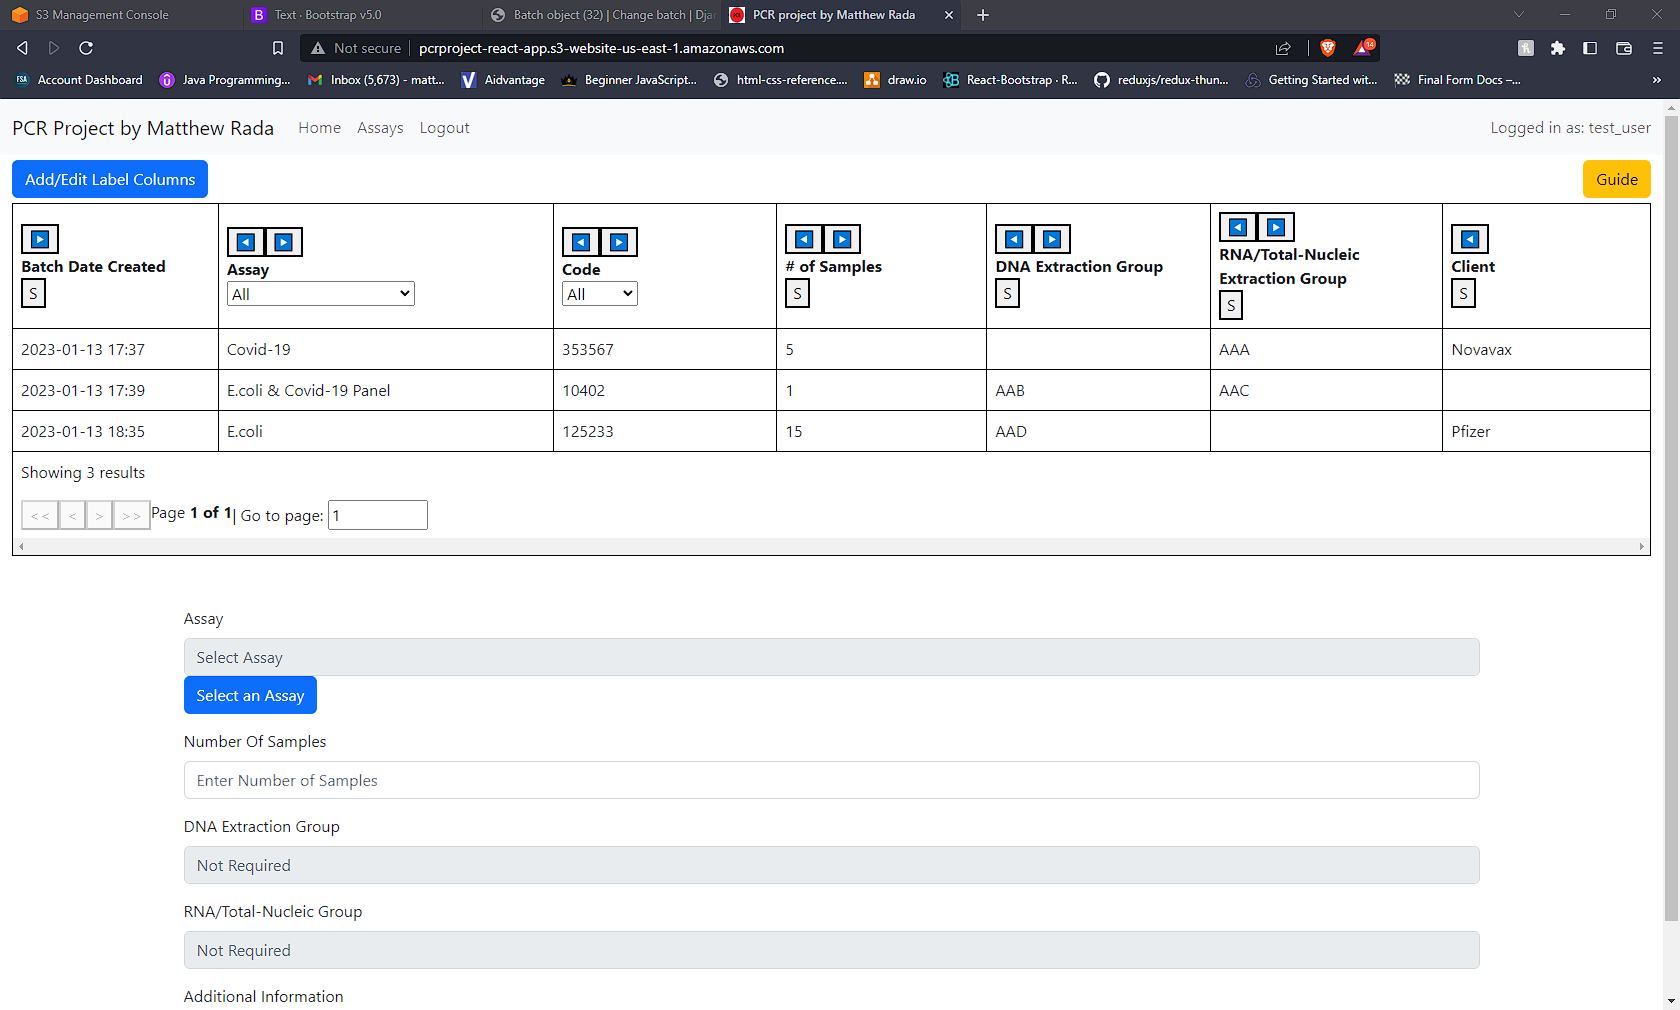 S3 Management Console
Text · Bootstrap v5.0
Batch object (32) | Change batch | Djan
PCR project by Matthew Rada
Not secure
pcrproject-react-app.s3-website-us-east-1.amazonaws.com
14
FSA Account Dashboard
Java Programming...
Inbox (5,673) - matt...
Aidvantage
Beginner JavaScript...
html-css-reference....
draw.io
React-Bootstrap · R...
reduxjs/redux-thun...
Getting Started wit...
Final Form Docs –...
»
PCR Project by Matthew Rada
Home
Assays
Logout
Logged in as: test_user
Add/Edit Label Columns
Guide
Batch Date Created
S
Assay
All
Code
All
# of Samples
S
DNA Extraction Group
S
RNA/Total-Nucleic
Extraction Group
S
Client
S
2023-01-13 17:37 Covid-19 353567 5 AAA Novavax
2023-01-13 17:39 E.coli & Covid-19 Panel 10402 1 AAB AAC
2023-01-13 18:35 E.coli 125233 15 AAD Pfizer
Showing 3 results
<< < > >> Page 1 of 1 | Go to page: 1
Assay
Select Assay
Select an Assay
Number Of Samples
Enter Number of Samples
DNA Extraction Group
Not Required
RNA/Total-Nucleic Group
Not Required
Additional Information